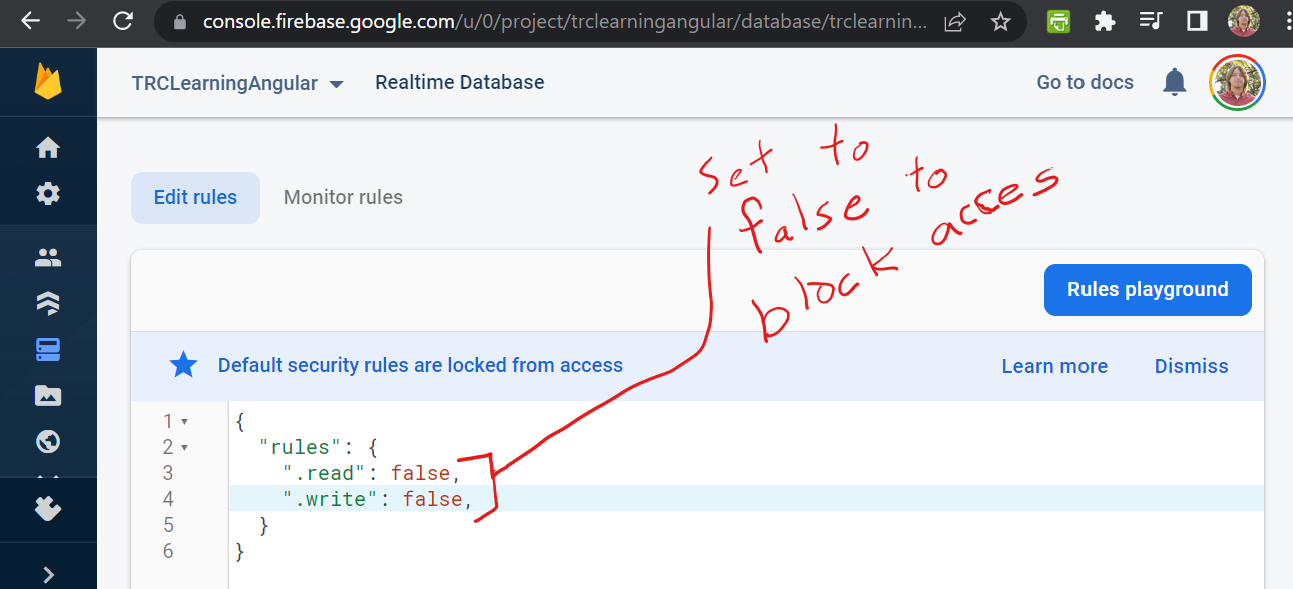 console.firebase.google.com/u/0/project/trclearningangular/database/trclearnin...
TRCLearningAngular
Realtime Database
Go to docs
Edit rules
Monitor rules
set to
false to
block acces
Rules playground
Default security rules are locked from access
Learn more
Dismiss
1 {
2 "rules": {
3 ".read": false,
4 ".write": false,
5 }
6 }